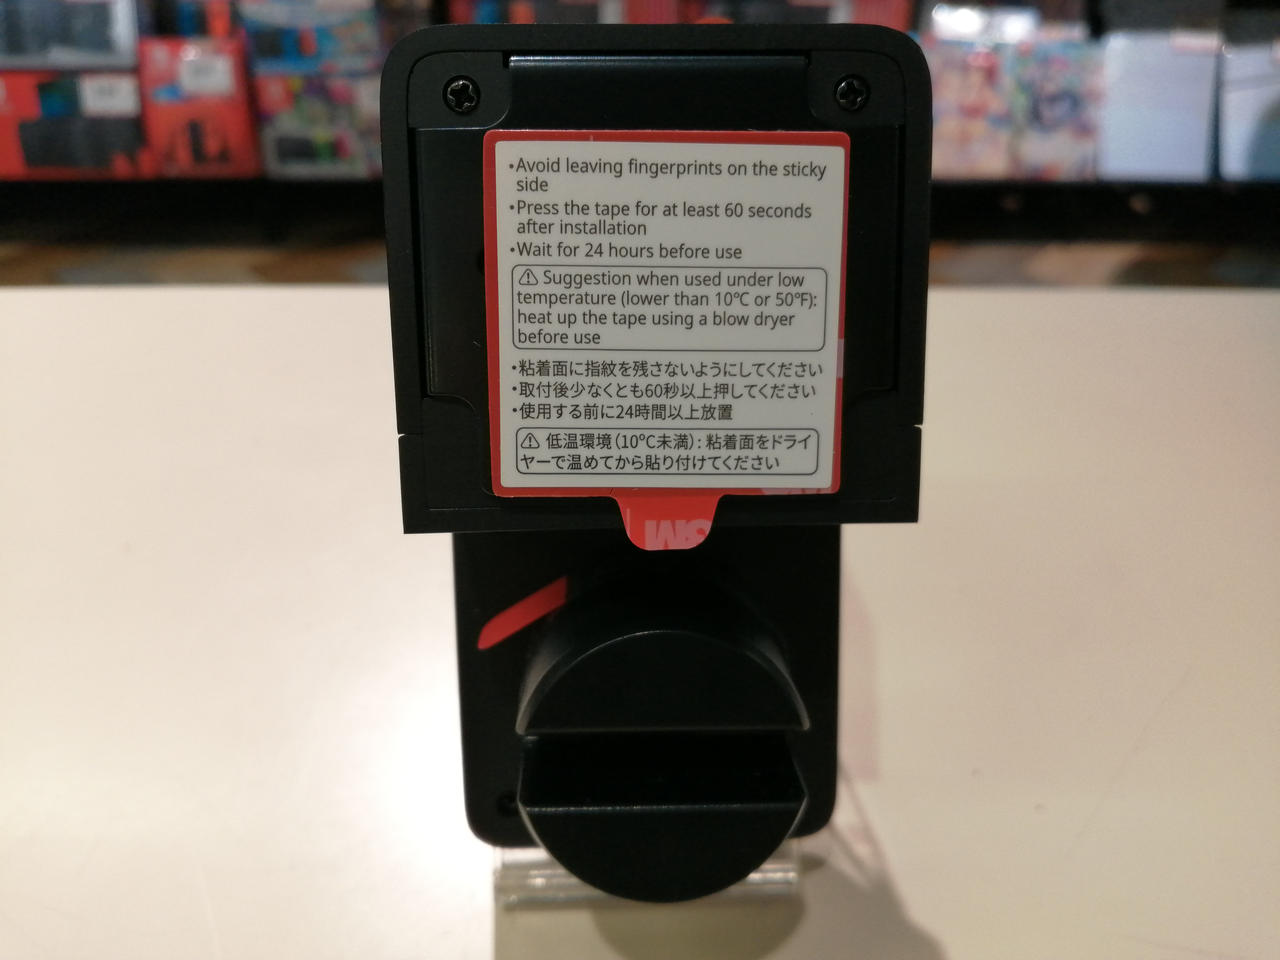 •Avoid leaving fingerprints on the sticky
side
•Press the tape for at least 60 seconds
after installation
•Wait for 24 hours before use
⚠ Suggestion when used under low
temperature (lower than 10℃ or 50℉):
heat up the tape using a blow dryer
before use
•粘着面に指紋を残さないようにしてください
•取付後少なくとも60秒以上押してください
•使用する前に24時間以上放置
⚠ 低温環境(10℃未満): 粘着面をドライ
ヤーで温めてから貼り付けてください
3M